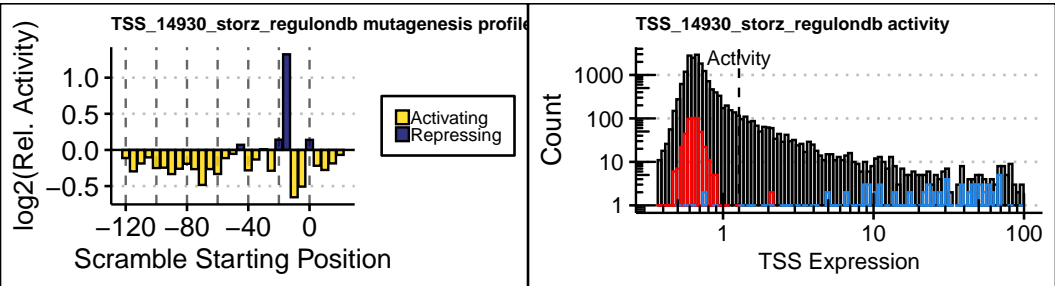 TSS_14930_storz_regulondb mutagenesis profile
log2(Rel. Activity)
1.0
0.5
0.0
−0.5
−120 −80 −40 0
Scramble Starting Position
Activating
Repressing
TSS_14930_storz_regulondb activity
Activity
Count
1000
100
10
1
1 10 100
TSS Expression